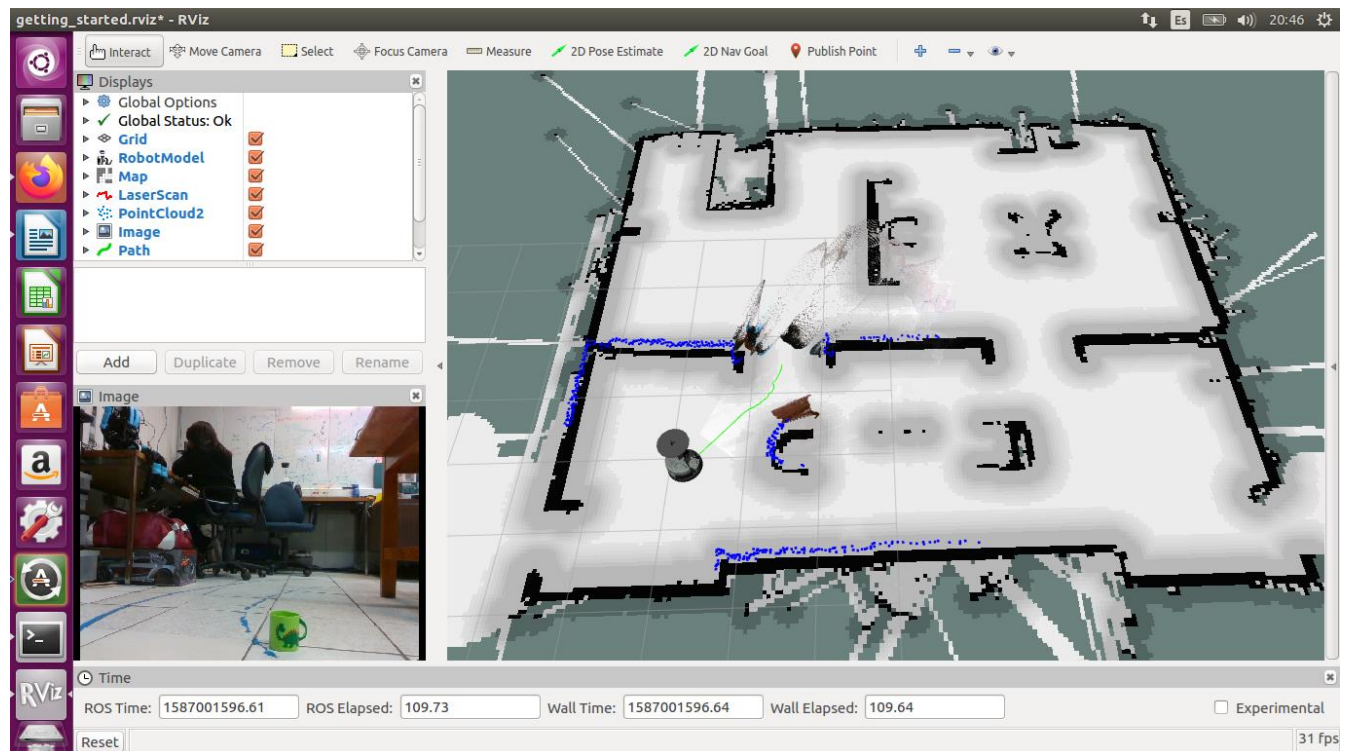 getting_started.rviz* - RViz Es 20:46
Interact Move Camera Select Focus Camera Measure 2D Pose Estimate 2D Nav Goal Publish Point
Displays
Global Options
Global Status: Ok
Grid
RobotModel
Map
LaserScan
PointCloud2
Image
Path
Add Duplicate Remove Rename
Image
Time
ROS Time: 1587001596.61 ROS Elapsed: 109.73 Wall Time: 1587001596.64 Wall Elapsed: 109.64 Experimental
Reset 31 fps
a
RViz